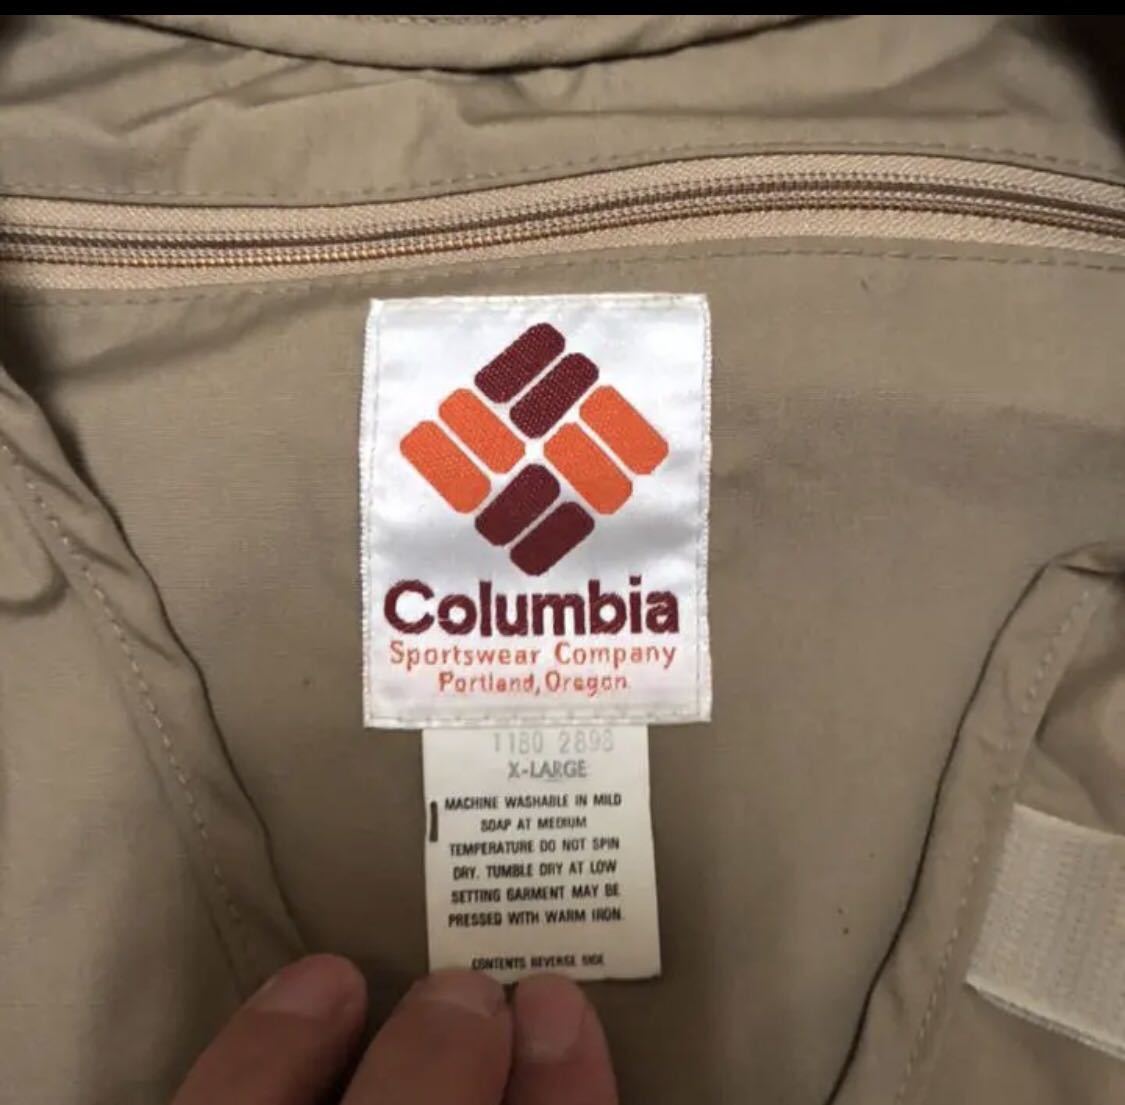 Columbia
Sportswear Company
Portland, Oregon
1180 2898
X-LARGE
MACHINE WASHABLE IN MILD
SOAP AT MEDIUM
TEMPERATURE DO NOT SPIN
DRY. TUMBLE DRY AT LOW
SETTING GARMENT MAY BE
PRESSED WITH WARM IRON.
CONTENTS REVERSE SIDE